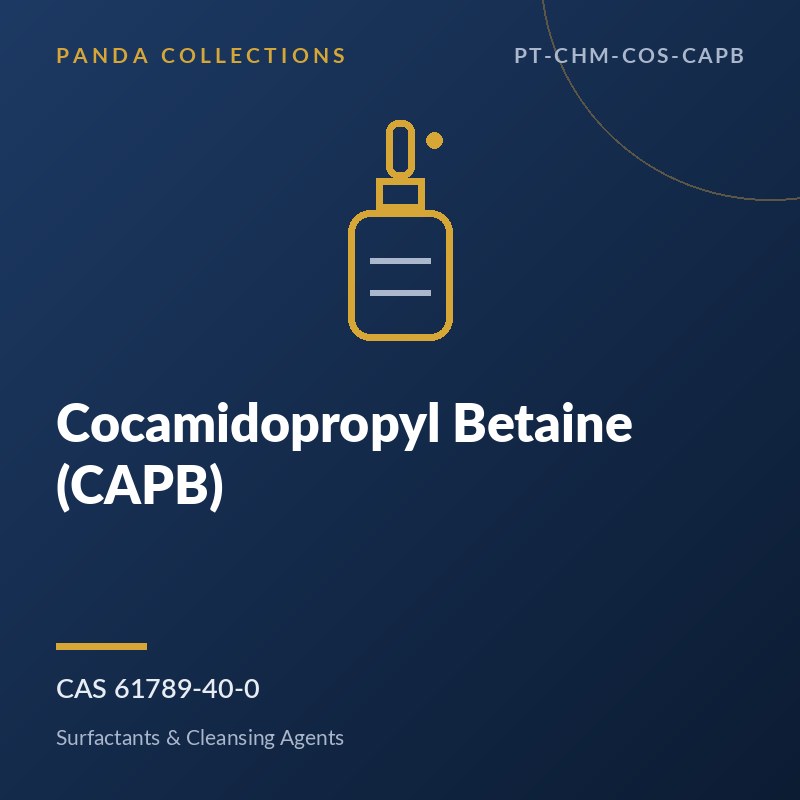 PANDA COLLECTIONS
PT-CHM-COS-CAPB
Cocamidopropyl Betaine
(CAPB)
CAS 61789-40-0
Surfactants & Cleansing Agents